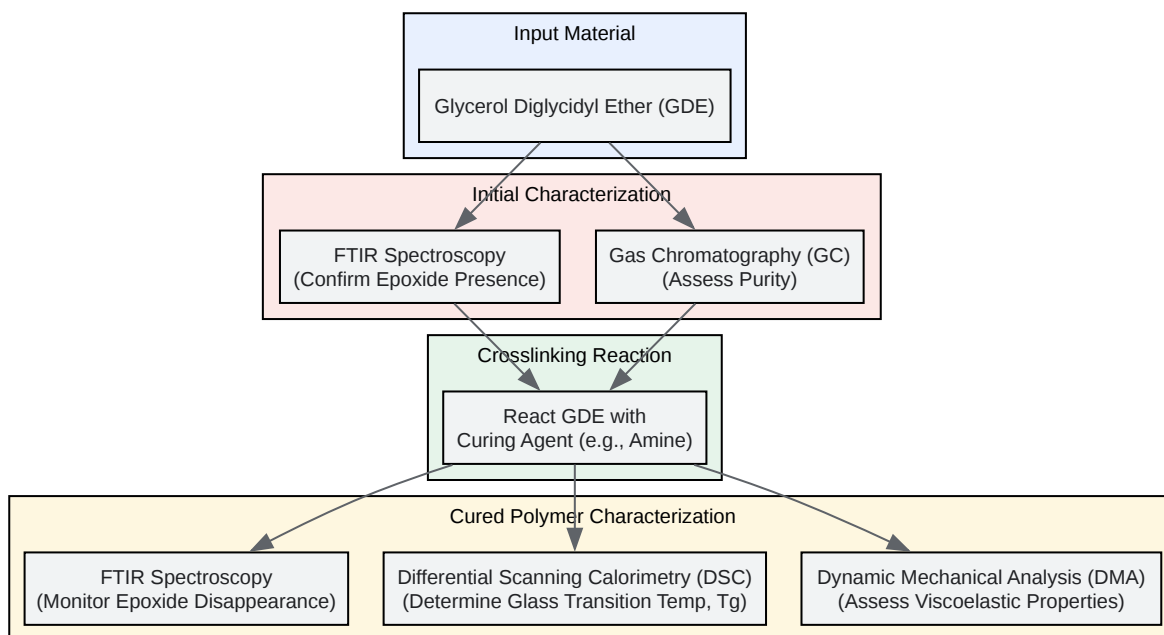 Input Material
Glycerol Diglycidyl Ether (GDE)
Initial Characterization
FTIR Spectroscopy
(Confirm Epoxide Presence)
Gas Chromatography (GC)
(Assess Purity)
Crosslinking Reaction
React GDE with
Curing Agent (e.g., Amine)
Cured Polymer Characterization
FTIR Spectroscopy
(Monitor Epoxide Disappearance)
Differential Scanning Calorimetry (DSC)
(Determine Glass Transition Temp, Tg)
Dynamic Mechanical Analysis (DMA)
(Assess Viscoelastic Properties)